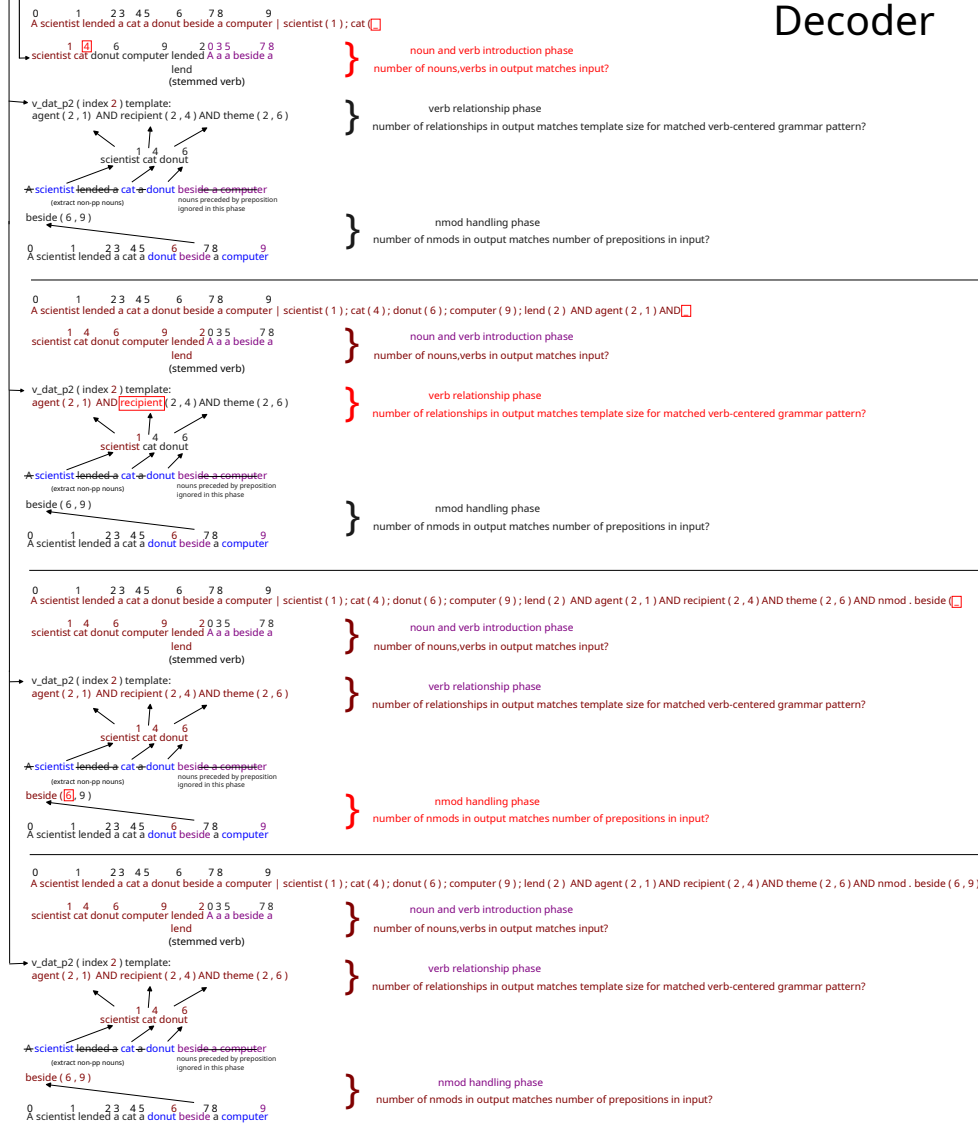 Decoder
0 1 2 3 4 5 6 7 8 9
A scientist lended a cat a donut beside a computer | scientist ( 1 ) ; cat ( _
1 4 6 9 2 0 3 5 7 8
scientist cat donut computer lended A a a beside a
lend
(stemmed verb)
noun and verb introduction phase
number of nouns,verbs in output matches input?
v_dat_p2 ( index 2 ) template:
agent ( 2 , 1) AND recipient ( 2 , 4 ) AND theme ( 2 , 6 )
verb relationship phase
number of relationships in output matches template size for matched verb-centered grammar pattern?
1 4 6
scientist cat donut
A scientist lended a cat a donut beside a computer
(extract non-pp nouns)
nouns preceded by preposition
ignored in this phase
beside ( 6 , 9 )
nmod handling phase
number of nmods in output matches number of prepositions in input?
0 1 2 3 4 5 6 7 8 9
A scientist lended a cat a donut beside a computer
0 1 2 3 4 5 6 7 8 9
A scientist lended a cat a donut beside a computer | scientist ( 1 ) ; cat ( 4 ) ; donut ( 6 ) ; computer ( 9 ) ; lend ( 2 ) AND agent ( 2 , 1 ) AND _
1 4 6 9 2 0 3 5 7 8
scientist cat donut computer lended A a a beside a
lend
(stemmed verb)
noun and verb introduction phase
number of nouns,verbs in output matches input?
v_dat_p2 ( index 2 ) template:
agent ( 2 , 1) AND recipient ( 2 , 4 ) AND theme ( 2 , 6 )
verb relationship phase
number of relationships in output matches template size for matched verb-centered grammar pattern?
1 4 6
scientist cat donut
A scientist lended a cat a donut beside a computer
(extract non-pp nouns)
nouns preceded by preposition
ignored in this phase
beside ( 6 , 9 )
nmod handling phase
number of nmods in output matches number of prepositions in input?
0 1 2 3 4 5 6 7 8 9
A scientist lended a cat a donut beside a computer
0 1 2 3 4 5 6 7 8 9
A scientist lended a cat a donut beside a computer | scientist ( 1 ) ; cat ( 4 ) ; donut ( 6 ) ; computer ( 9 ) ; lend ( 2 ) AND agent ( 2 , 1 ) AND recipient ( 2 , 4 ) AND theme ( 2 , 6 ) AND nmod . beside ( _
1 4 6 9 2 0 3 5 7 8
scientist cat donut computer lended A a a beside a
lend
(stemmed verb)
noun and verb introduction phase
number of nouns,verbs in output matches input?
v_dat_p2 ( index 2 ) template:
agent ( 2 , 1) AND recipient ( 2 , 4 ) AND theme ( 2 , 6 )
verb relationship phase
number of relationships in output matches template size for matched verb-centered grammar pattern?
1 4 6
scientist cat donut
A scientist lended a cat a donut beside a computer
(extract non-pp nouns)
nouns preceded by preposition
ignored in this phase
beside ( 6 , 9 )
nmod handling phase
number of nmods in output matches number of prepositions in input?
0 1 2 3 4 5 6 7 8 9
A scientist lended a cat a donut beside a computer
0 1 2 3 4 5 6 7 8 9
A scientist lended a cat a donut beside a computer | scientist ( 1 ) ; cat ( 4 ) ; donut ( 6 ) ; computer ( 9 ) ; lend ( 2 ) AND agent ( 2 , 1 ) AND recipient ( 2 , 4 ) AND theme ( 2 , 6 ) AND nmod . beside ( 6 , 9 )
1 4 6 9 2 0 3 5 7 8
scientist cat donut computer lended A a a beside a
lend
(stemmed verb)
noun and verb introduction phase
number of nouns,verbs in output matches input?
v_dat_p2 ( index 2 ) template:
agent ( 2 , 1) AND recipient ( 2 , 4 ) AND theme ( 2 , 6 )
verb relationship phase
number of relationships in output matches template size for matched verb-centered grammar pattern?
1 4 6
scientist cat donut
A scientist lended a cat a donut beside a computer
(extract non-pp nouns)
nouns preceded by preposition
ignored in this phase
beside ( 6 , 9 )
nmod handling phase
number of nmods in output matches number of prepositions in input?
0 1 2 3 4 5 6 7 8 9
A scientist lended a cat a donut beside a computer